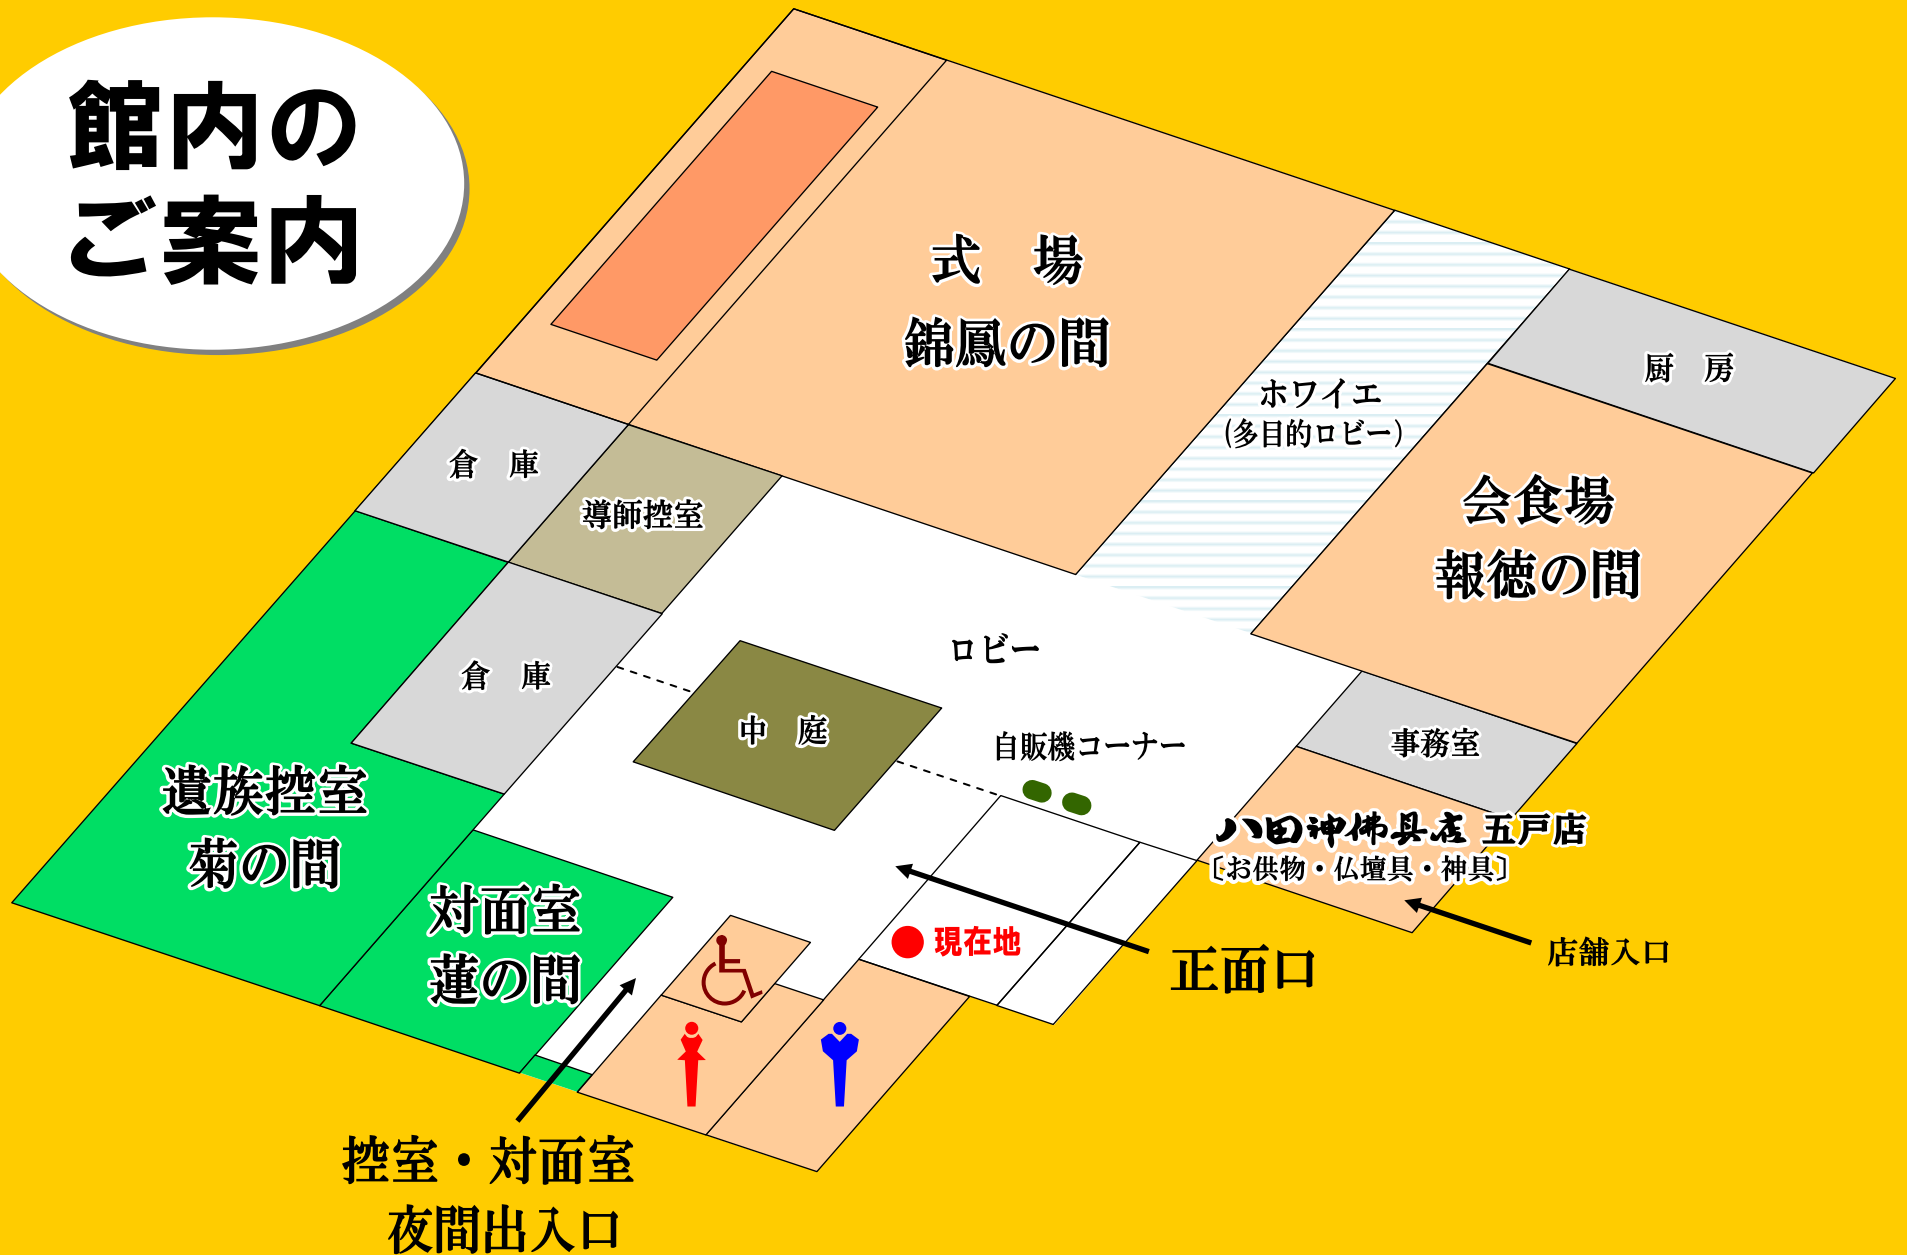 館内の
ご案内
式　場
錦鳳の間
ホワイエ
(多目的ロビー)
厨　房
会食場
報徳の間
倉　庫
導師控室
倉　庫
ロビー
中　庭
自販機コーナー
事務室
八田神佛具店 五戸店
〔お供物・仏壇具・神具〕
遺族控室
菊の間
対面室
蓮の間
現在地
正面口
店舗入口
控室・対面室
夜間出入口